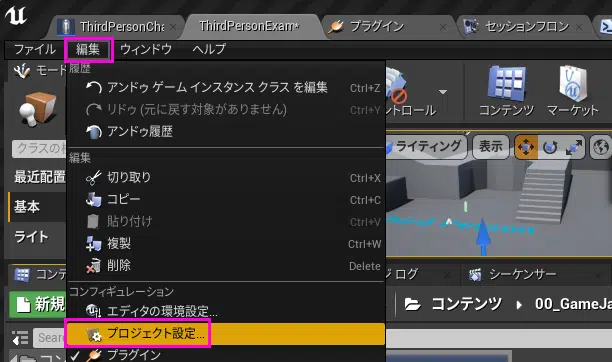 ThirdPersonCha
ThirdPersonExam*
プラグイン
セッションフロン
ファイル
編集
ウィンドウ
ヘルプ
モー
履歴
アンドゥ ゲーム インスタンス クラス を編集 Ctrl+Z
リドゥ (元に戻す対象がありません) Ctrl+Y
アンドゥ履歴
トロール
コンテンツ
マーケット
クラスの検
ライティング
表示
編集
最近配置
切り取り Ctrl+X
コピー Ctrl+C
基本
貼り付け Ctrl+V
ライト
複製 Ctrl+W
削除 Delete
コンテ
ジ ログ
シーケンサー
コンフィギュレーション
新規
エディタの環境設定...
コンテンツ
00_GameJa
Sear
プロジェクト設定...
Search
プラグイン